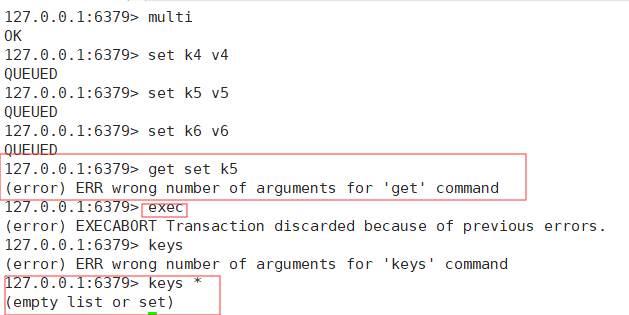 127.0.0.1:6379> multi
OK
127.0.0.1:6379> set k4 v4
QUEUED
127.0.0.1:6379> set k5 v5
QUEUED
127.0.0.1:6379> set k6 v6
QUEUED
127.0.0.1:6379> get set k5
(error) ERR wrong number of arguments for 'get' command
127.0.0.1:6379> exec
(error) EXECABORT Transaction discarded because of previous errors.
127.0.0.1:6379> keys
(error) ERR wrong number of arguments for 'keys' command
127.0.0.1:6379> keys *
(empty list or set)